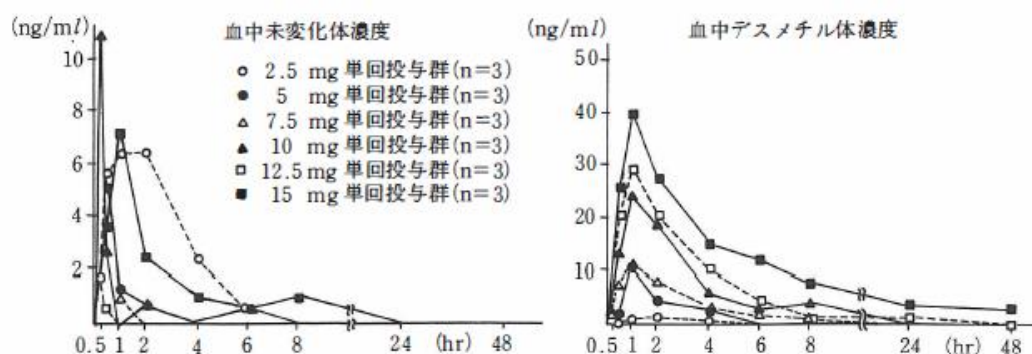 (ng/ml)
血中未変化体濃度
10
8
6
4
2
2.5 mg 単回投与群(n=3)
5 mg 単回投与群(n=3)
7.5 mg 単回投与群(n=3)
10 mg 単回投与群(n=3)
12.5 mg 単回投与群(n=3)
15 mg 単回投与群(n=3)
0.5 1 2 4 6 8 24 (hr) 48
(ng/ml)
血中デスメチル体濃度
50
40
30
20
10
0.5 1 2 4 6 8 24 (hr) 48